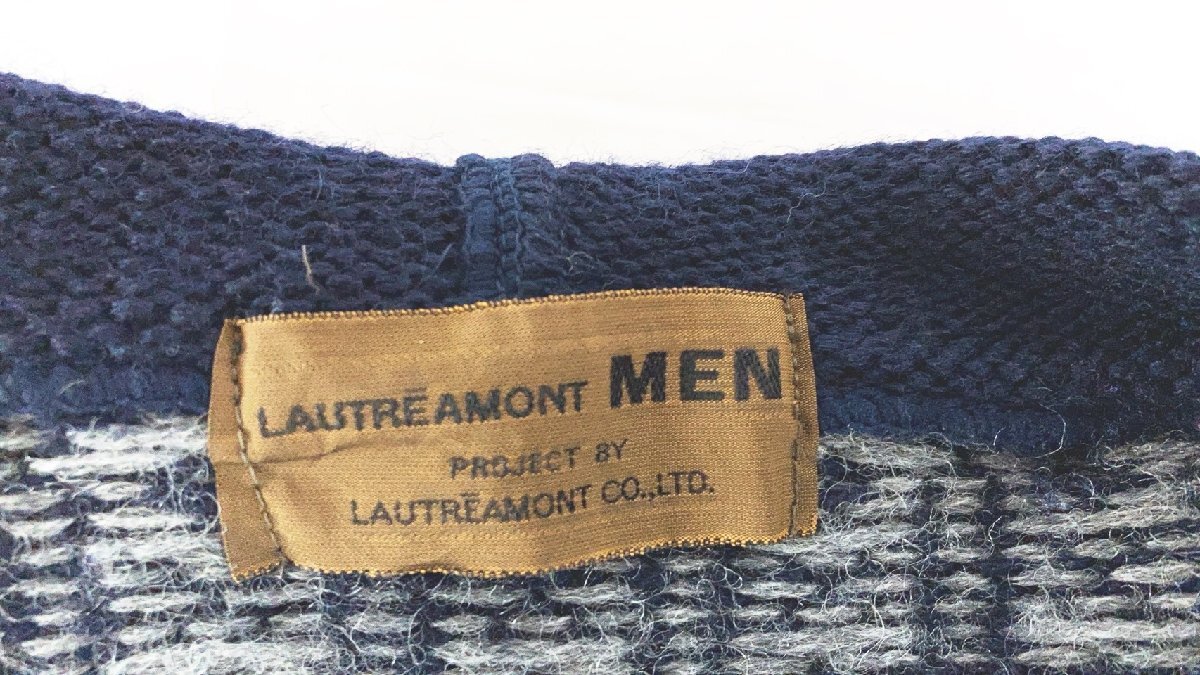 LAUTRĒAMONT MEN
PROJECT BY
LAUTRĒAMONT CO.,LTD.